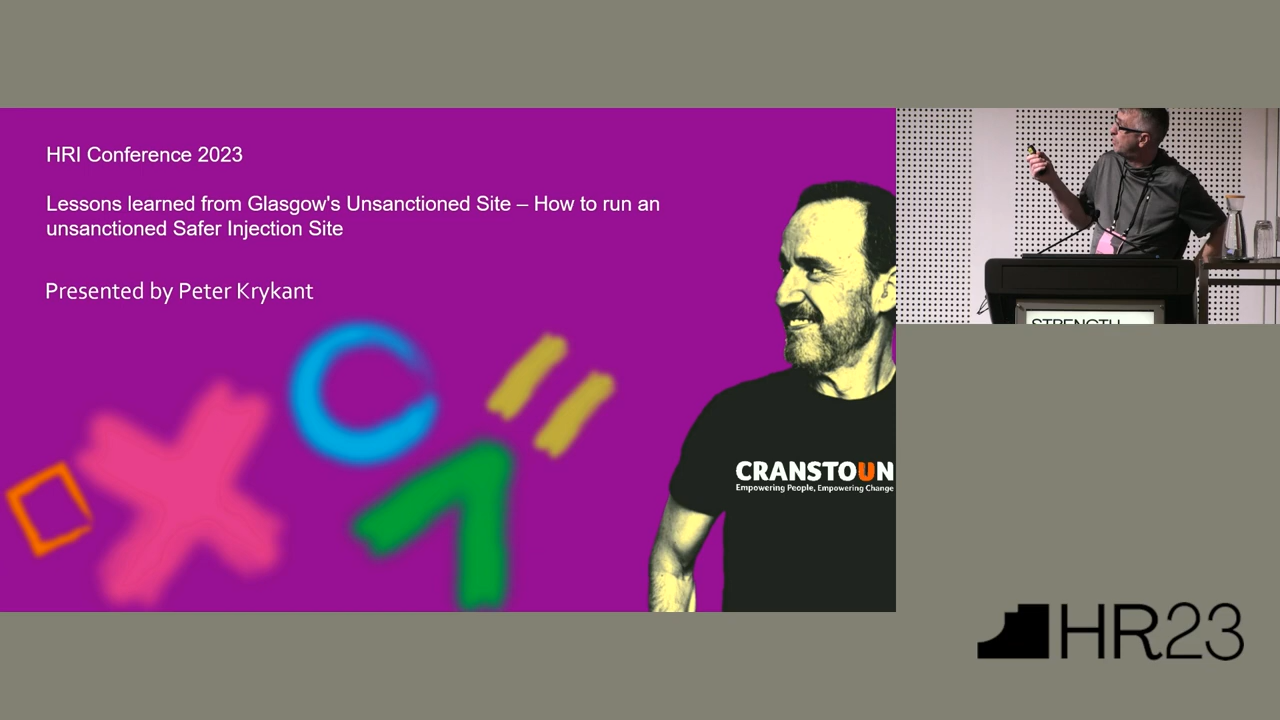 HRI Conference 2023
Lessons learned from Glasgow's Unsanctioned Site – How to run an
unsanctioned Safer Injection Site
Presented by Peter Krykant
CRANSTOUN
Empowering People, Empowering Change
STRENGTH
HR23